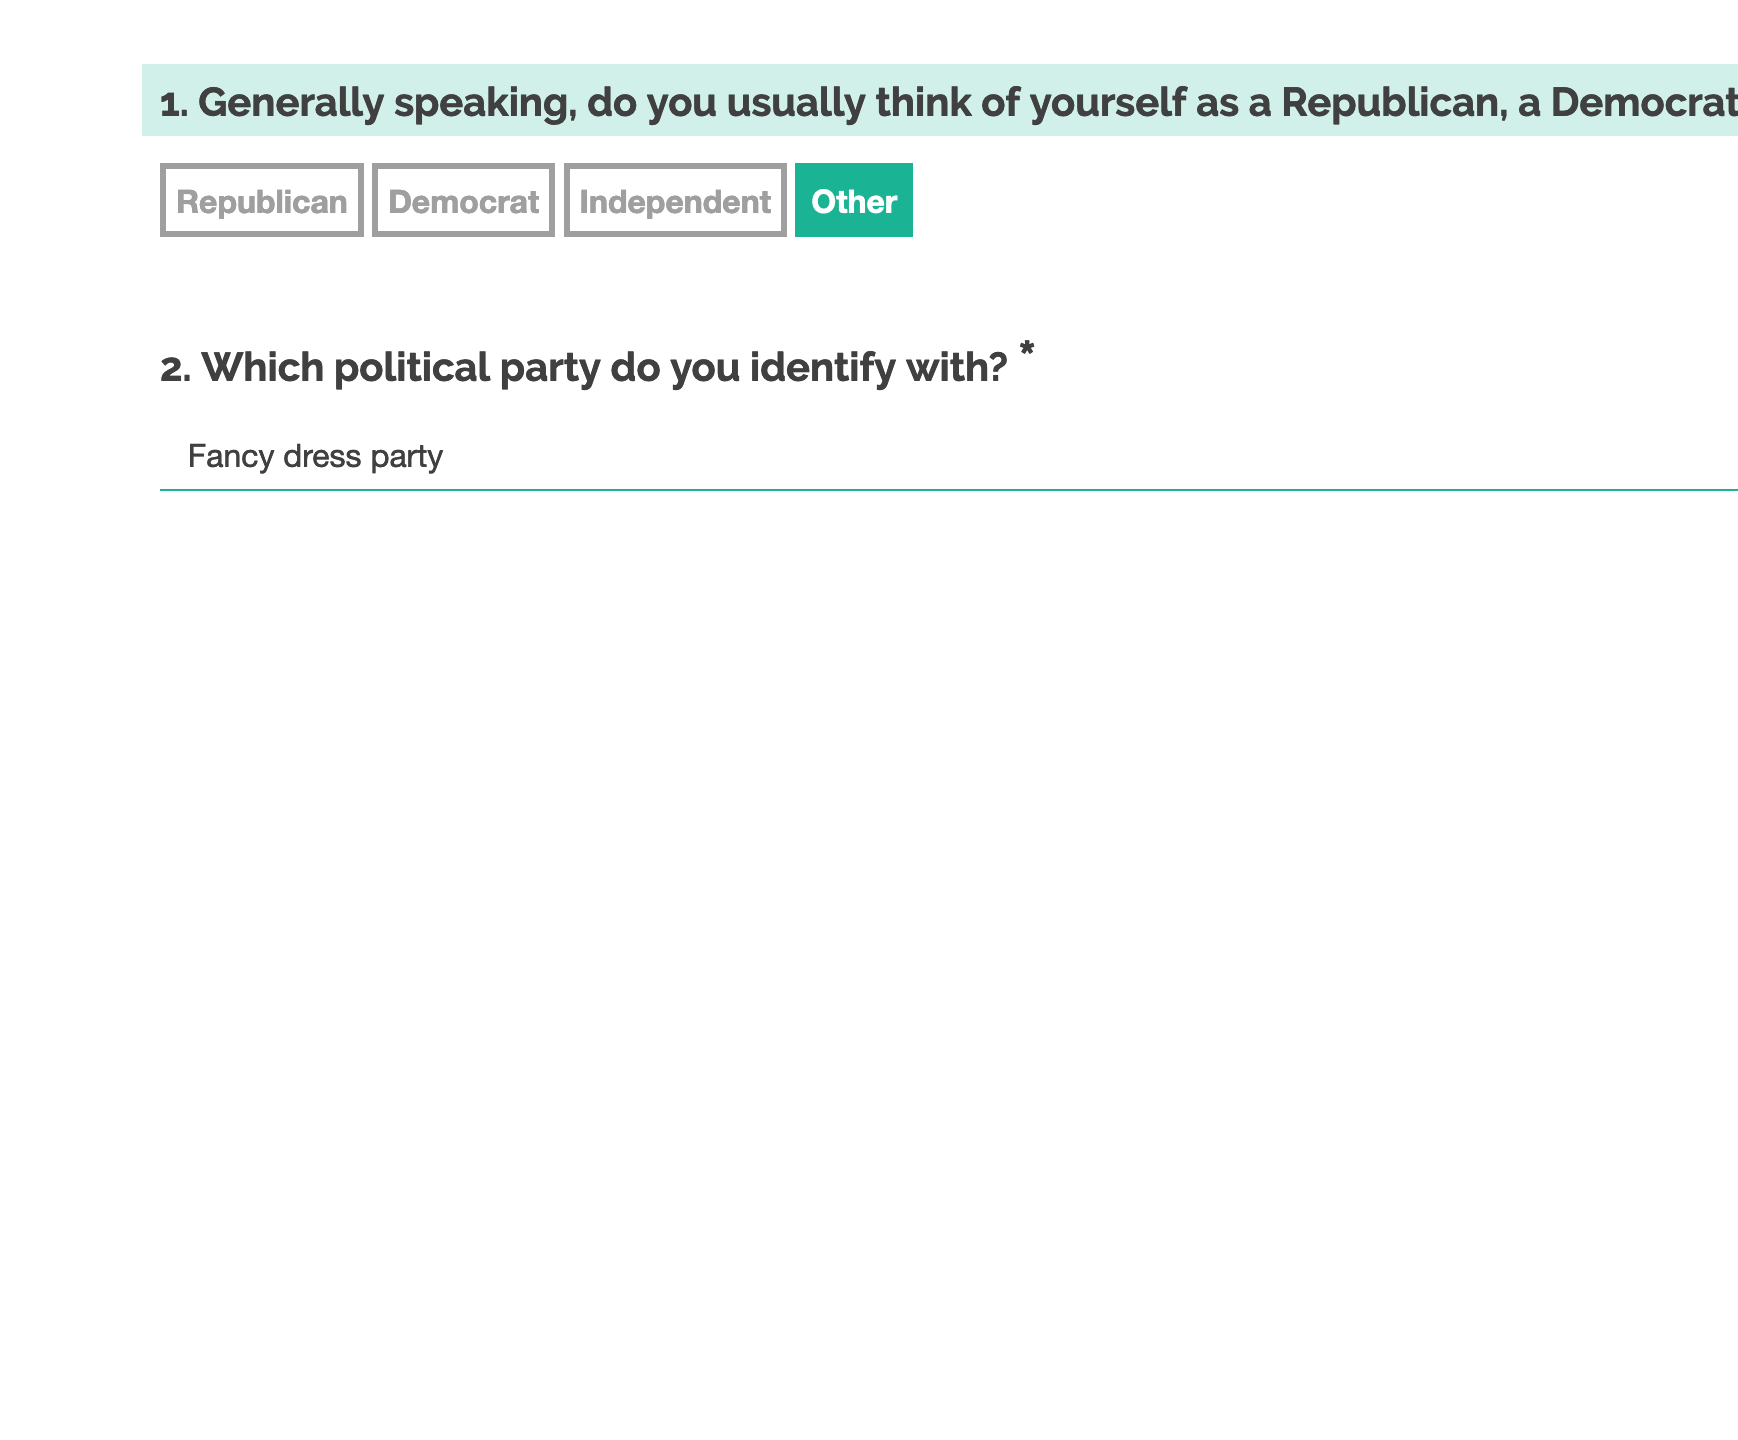 1. Generally speaking, do you usually think of yourself as a Republican, a Democrat
Republican Democrat Independent Other
2. Which political party do you identify with? *
Fancy dress party